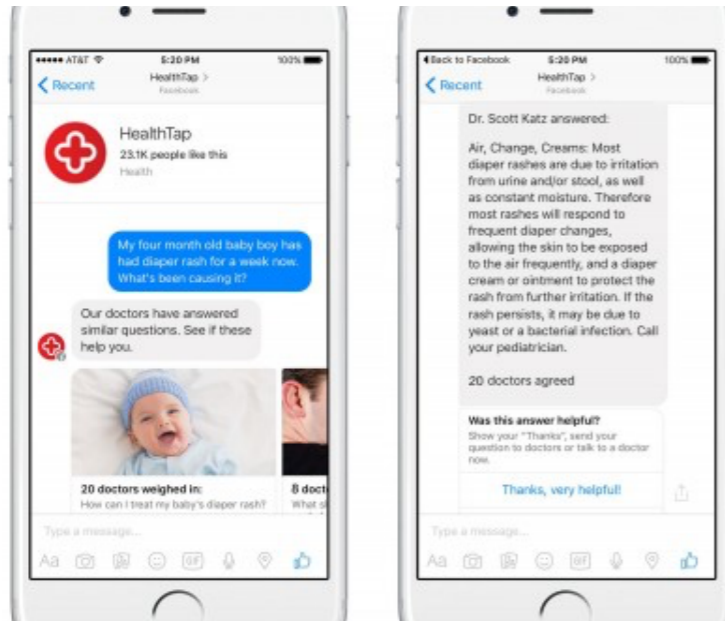 AT&T
5:20 PM
100%
Recent
HealthTap >
Facebook
HealthTap
23.1K people like this
Health
My four month old baby boy has
had diaper rash for a week now.
What's been causing it?
Our doctors have answered
similar questions. See if these
help you.
20 doctors weighed in:
How can I treat my baby's diaper rash?
8 doct
What s
Type a message...
Aa
GIF
Back to Facebook
5:20 PM
100%
Recent
HealthTap >
Facebook
Dr. Scott Katz answered:
Air, Change, Creams: Most
diaper rashes are due to irritation
from urine and/or stool, as well
as constant moisture. Therefore
most rashes will respond to
frequent diaper changes,
allowing the skin to be exposed
to the air frequently, and a diaper
cream or ointment to protect the
rash from further irritation. If the
rash persists, it may be due to
yeast or a bacterial infection. Call
your pediatrician.
20 doctors agreed
Was this answer helpful?
Show your "Thanks", send your
question to doctors or talk to a doctor
now.
Thanks, very helpful!
Type a message...
Aa
GIF